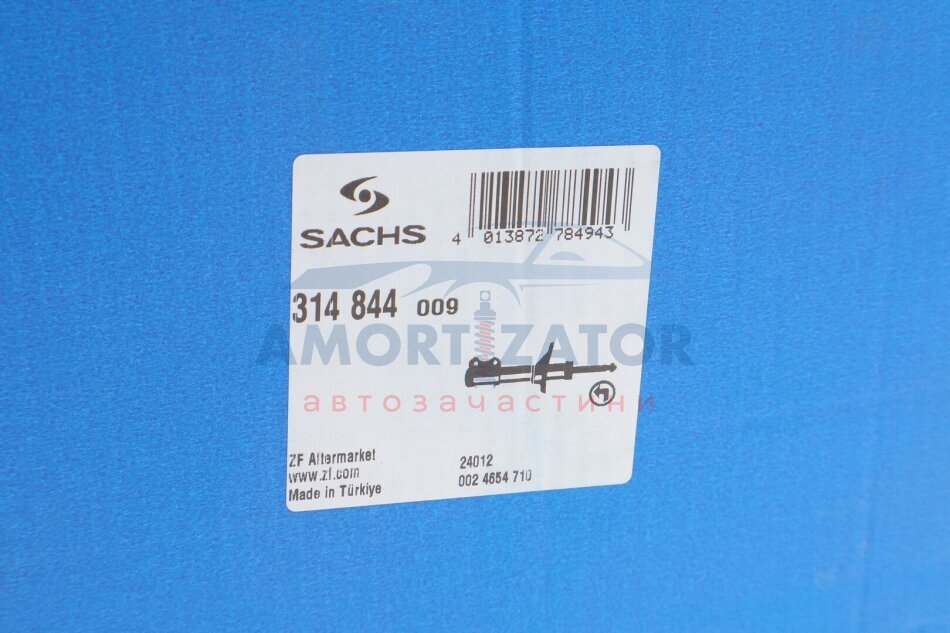 SACHS
4 013872 784943
314 844 009
AMORTIZATOR
автозачастини
ZF Aftermarket
www.zf.com
Made in Türkiye
24012
002 4654 710